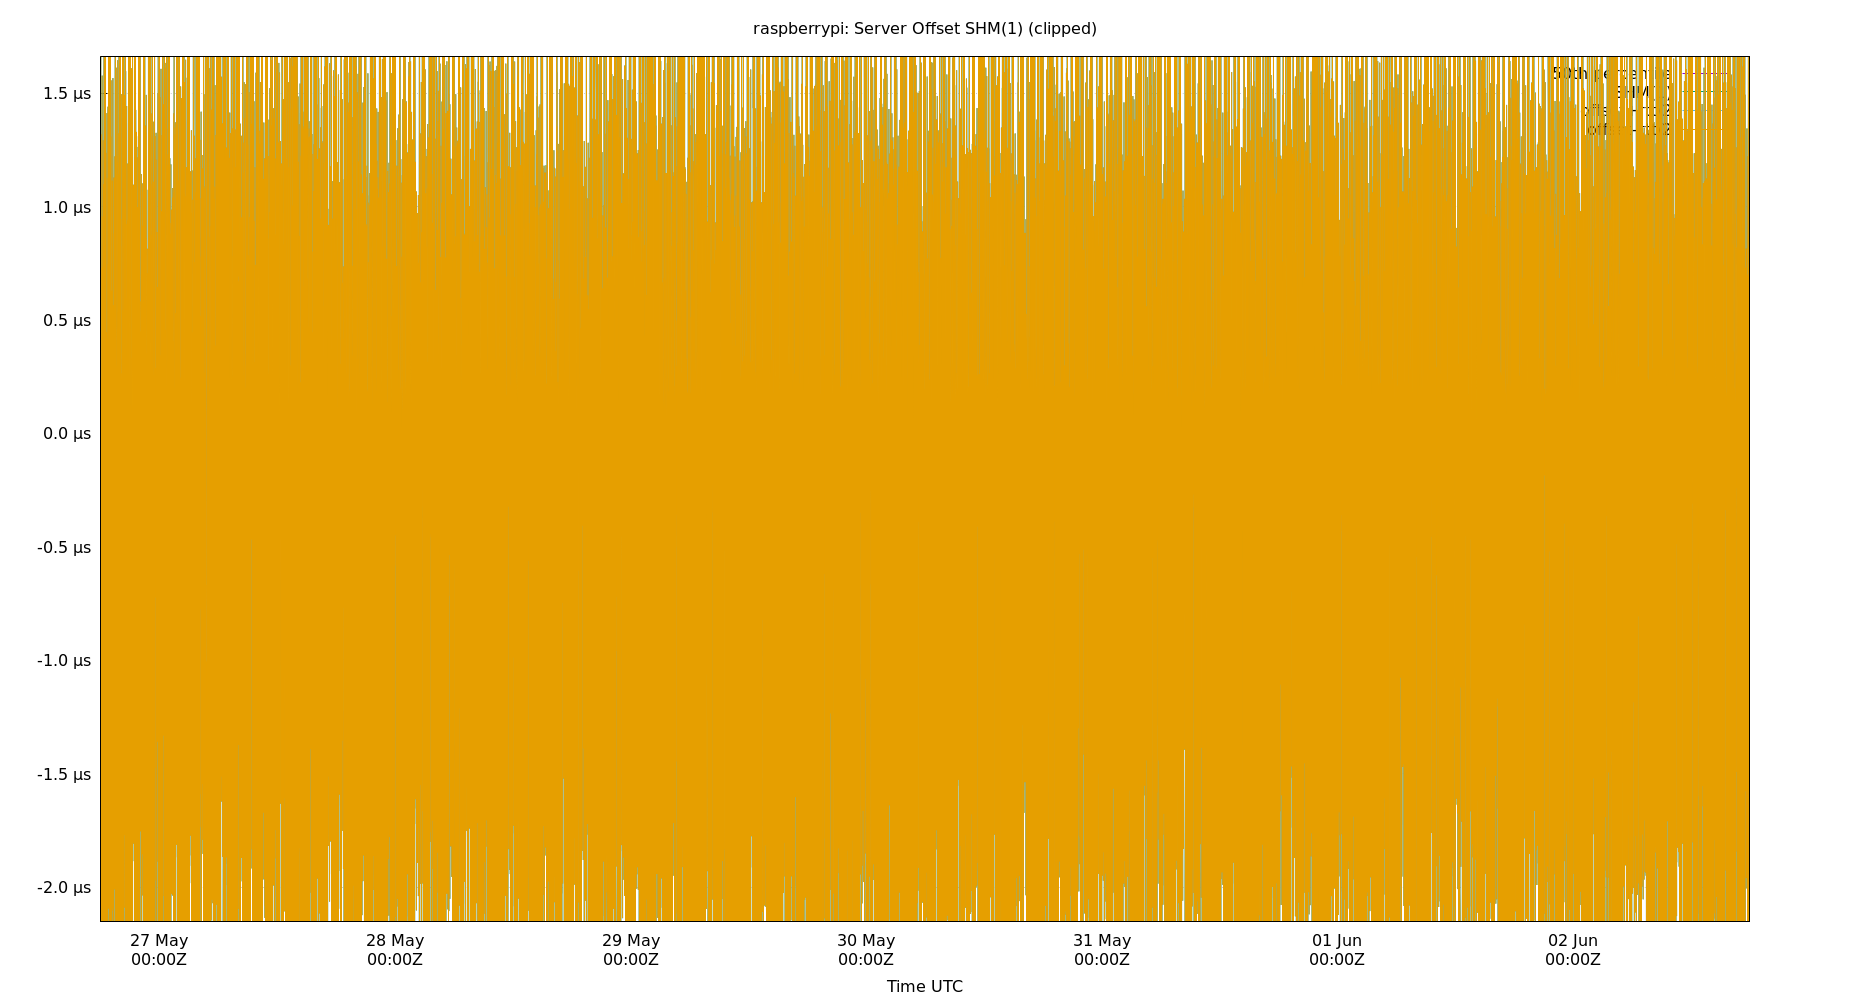 raspberrypi: Server Offset SHM(1) (clipped)
1.5 µs
1.0 µs
0.5 µs
0.0 µs
-0.5 µs
-1.0 µs
-1.5 µs
-2.0 µs
50th percentile
27 May
00:00Z
28 May
00:00Z
29 May
00:00Z
30 May
00:00Z
31 May
00:00Z
01 Jun
00:00Z
02 Jun
00:00Z
Time UTC